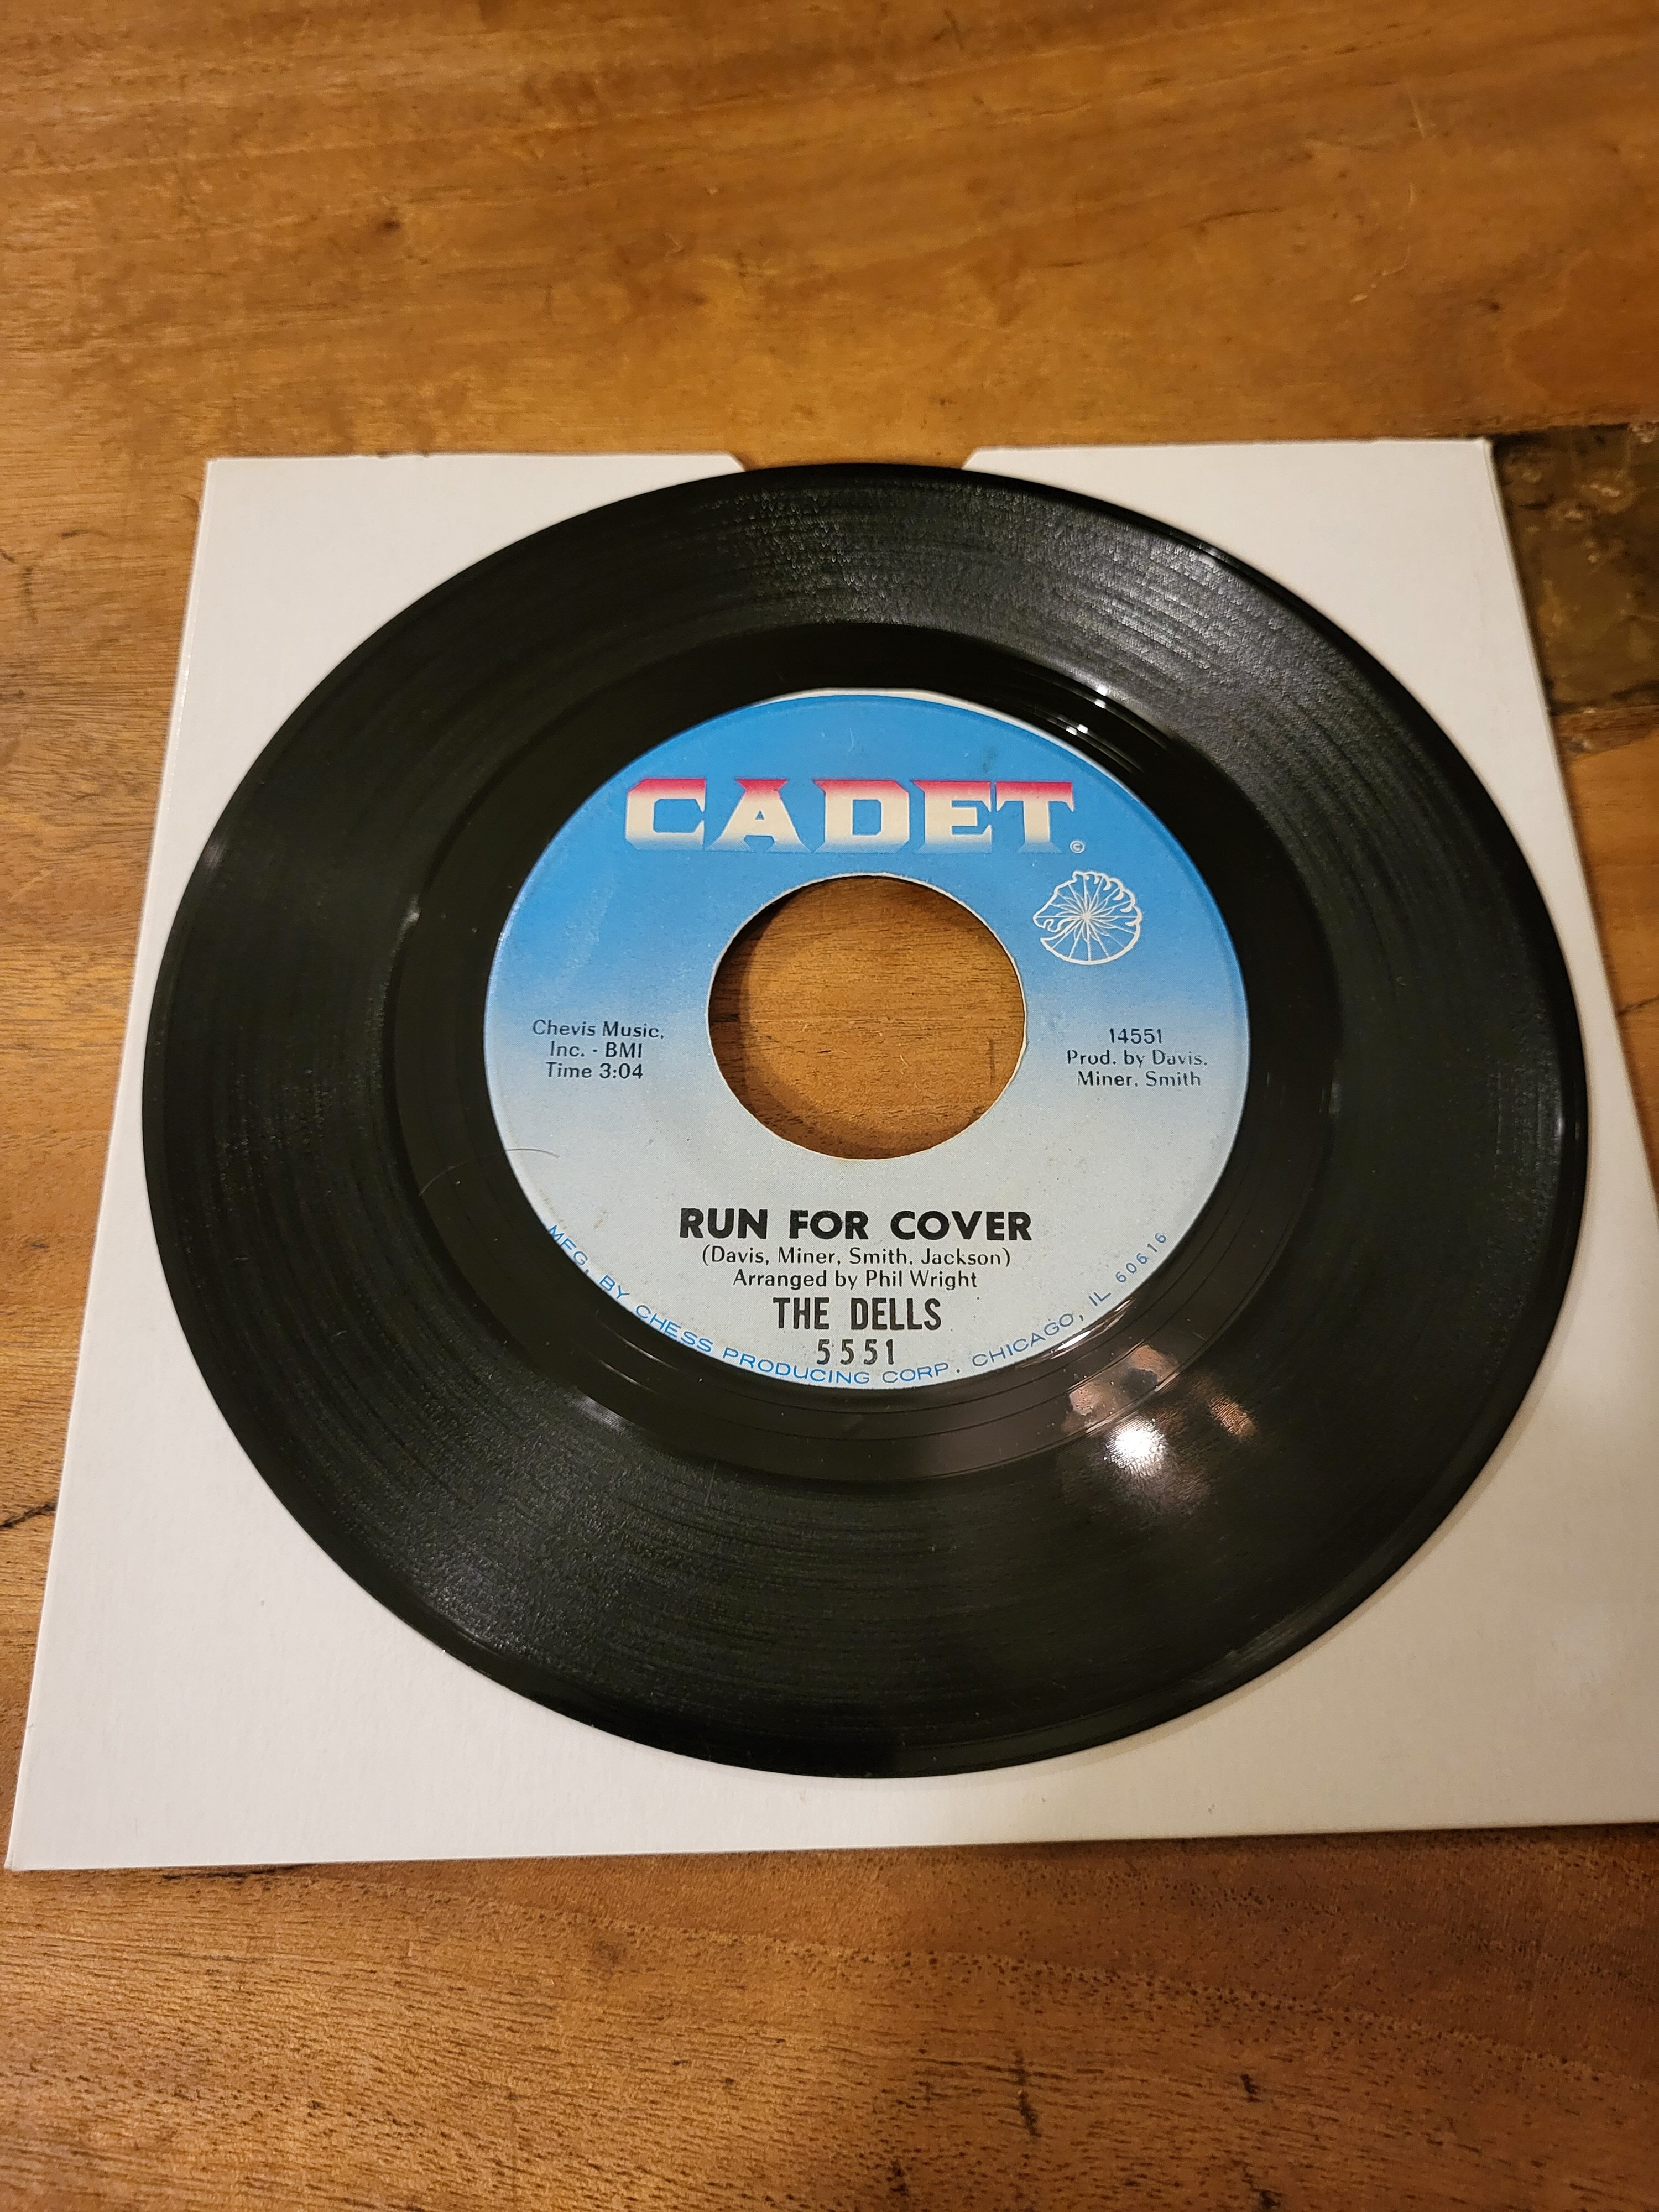 CADET
©
Chevis Music,
Inc. - BMI
Time 3:04
14551
Prod. by Davis.
Miner, Smith
RUN FOR COVER
(Davis, Miner, Smith, Jackson)
Arranged by Phil Wright
THE DELLS
5551
MFG. BY CHESS PRODUCING CORP. CHICAGO, IL 60616